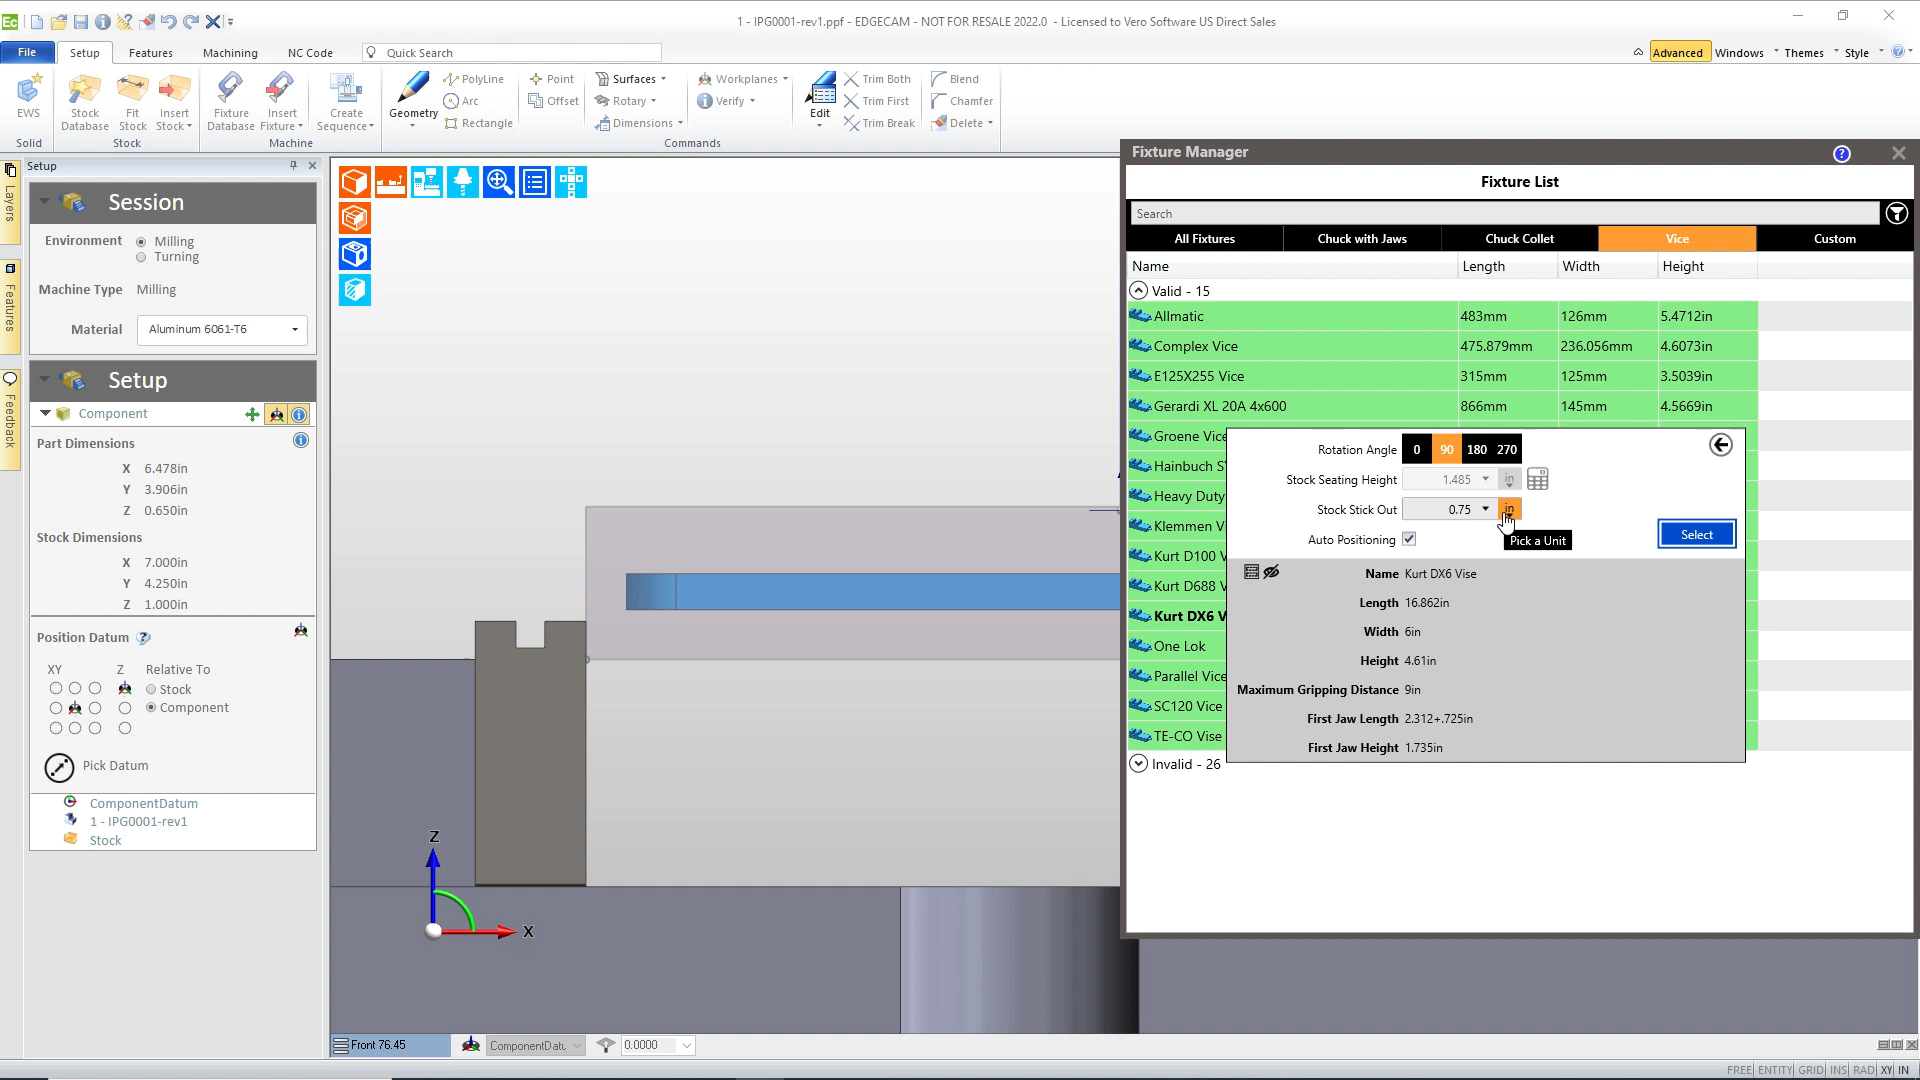 Ec
1 - IPG0001-rev1.ppf - EDGECAM - NOT FOR RESALE 2022.0 - Licensed to Vero Software US Direct Sales
File Setup Features Machining NC Code Quick Search Advanced Windows Themes Style
PolyLine Point Surfaces Workplanes Trim Both Blend
Arc Offset Rotary Verify Trim First Chamfer
EWS Stock Database Fit Stock Insert Stock Fixture Database Insert Fixture Create Sequence Geometry Rectangle Dimensions Edit Trim Break Delete
Solid Stock Machine Commands
Setup
Layers
Features
Feedback
Session
Environment Milling
Turning
Machine Type Milling
Material Aluminum 6061-T6
Setup
Component
Part Dimensions
X 6.478in
Y 3.906in
Z 0.650in
Stock Dimensions
X 7.000in
Y 4.250in
Z 1.000in
Position Datum
XY Z Relative To
Stock
Component
Pick Datum
ComponentDatum
1 - IPG0001-rev1
Stock
Z
X
Fixture Manager
Fixture List
Search
All Fixtures Chuck with Jaws Chuck Collet Vice Custom
Name Length Width Height
Valid - 15
Allmatic 483mm 126mm 5.4712in
Complex Vice 475.879mm 236.056mm 4.6073in
E125X255 Vice 315mm 125mm 3.5039in
Gerardi XL 20A 4x600 866mm 145mm 4.5669in
Groene Vice
Hainbuch S
Heavy Duty
Klemmen V
Kurt D100 V
Kurt D688 V
Kurt DX6 V
One Lok
Parallel Vice
SC120 Vice
TE-CO Vise
Invalid - 26
Rotation Angle 0 90 180 270
Stock Seating Height 1.485 in
Stock Stick Out 0.75 in
Auto Positioning
Pick a Unit
Select
Name Kurt DX6 Vise
Length 16.862in
Width 6in
Height 4.61in
Maximum Gripping Distance 9in
First Jaw Length 2.312+.725in
First Jaw Height 1.735in
Front 76.45 ComponentDatu 0.0000
FREE ENTITY GRID INS RAD XY IN